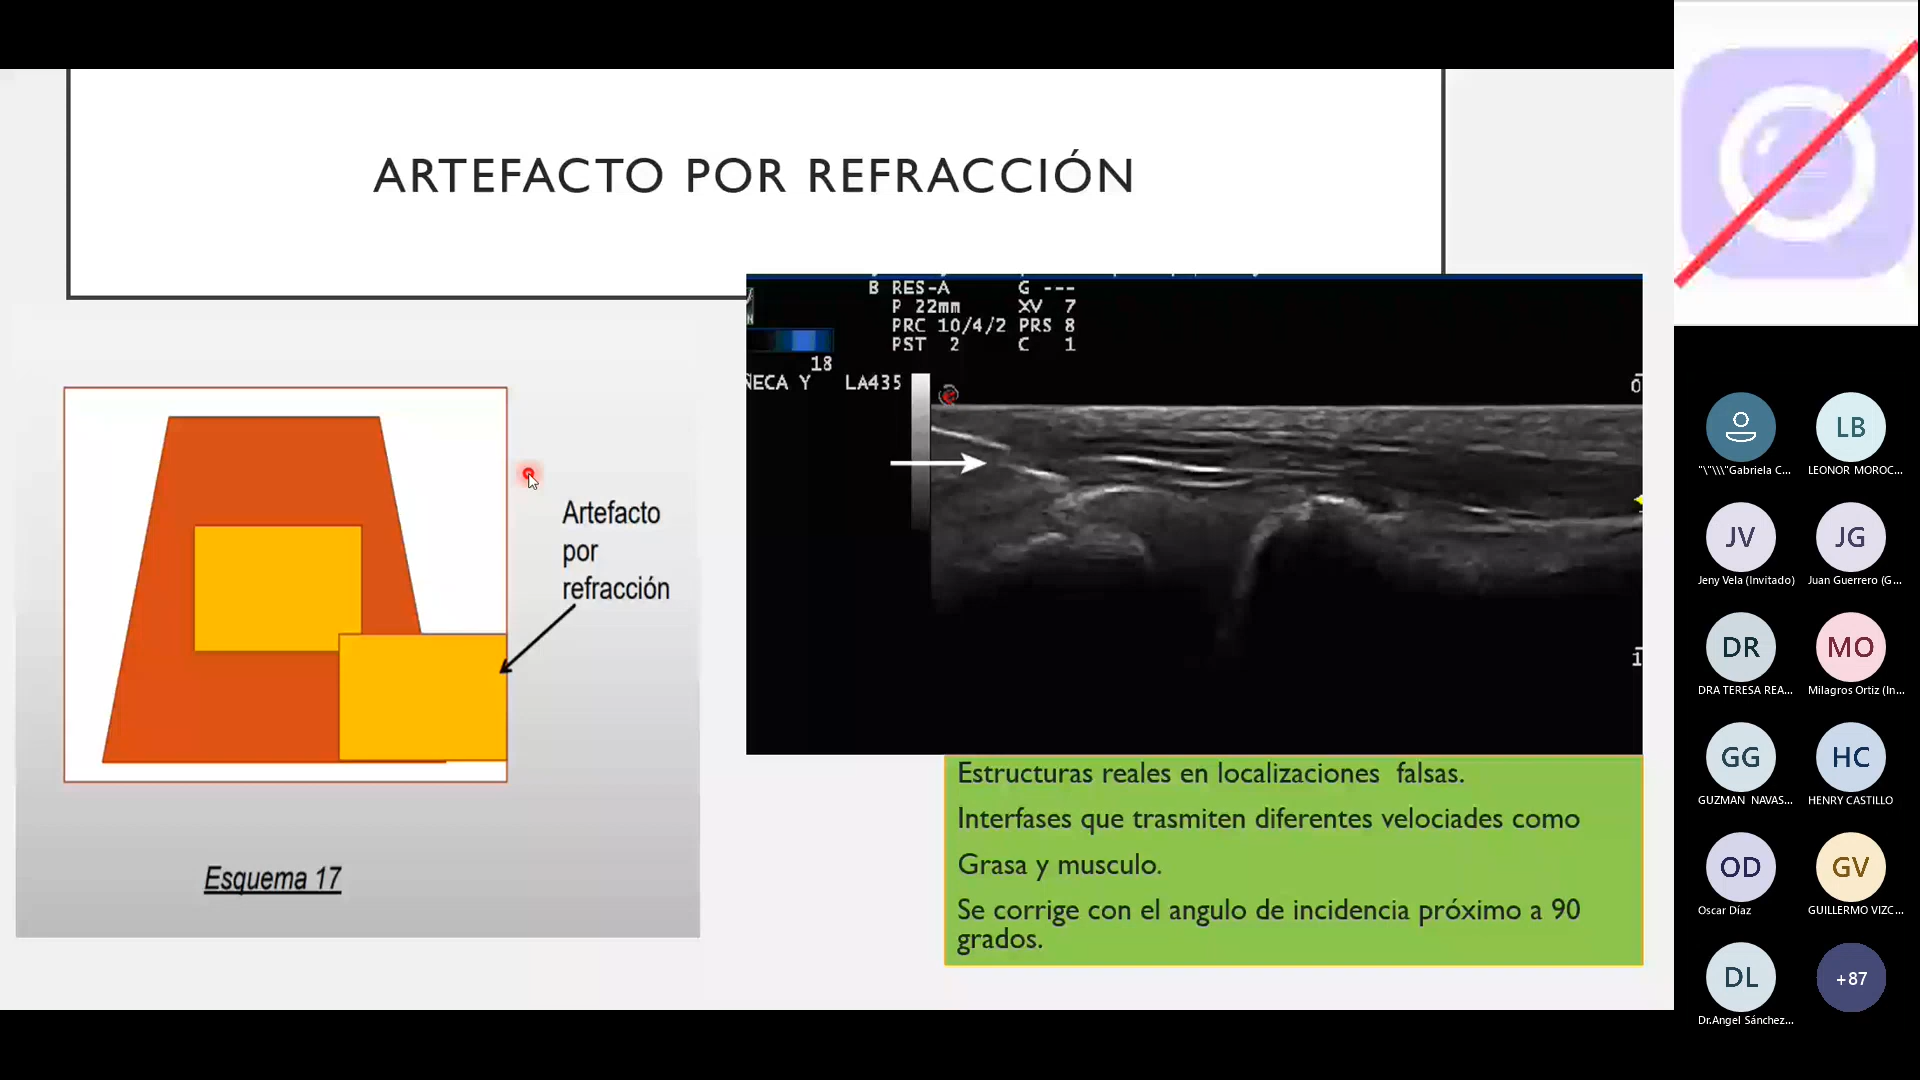 ARTEFACTO POR REFRACCIÓN
B RES-A G ---
P 22mm XV 7
PRC 10/4/2 PRS 8
PST 2 C 1
18
ÑECA Y LA435
0
1
Artefacto
por
refracción
Esquema 17
Estructuras reales en localizaciones falsas.
Interfases que trasmiten diferentes velociades como
Grasa y musculo.
Se corrige con el angulo de incidencia próximo a 90
grados.
LB
"\"\\\"Gabriela C...
LEONOR MOROC...
JV
JG
Jeny Vela (Invitado)
Juan Guerrero (G...
DR
MO
DRA TERESA REA...
Milagros Ortiz (In...
GG
HC
GUZMAN NAVAS...
HENRY CASTILLO
OD
GV
Oscar Díaz
GUILLERMO VIZC...
DL
+87
Dr.Angel Sánchez...